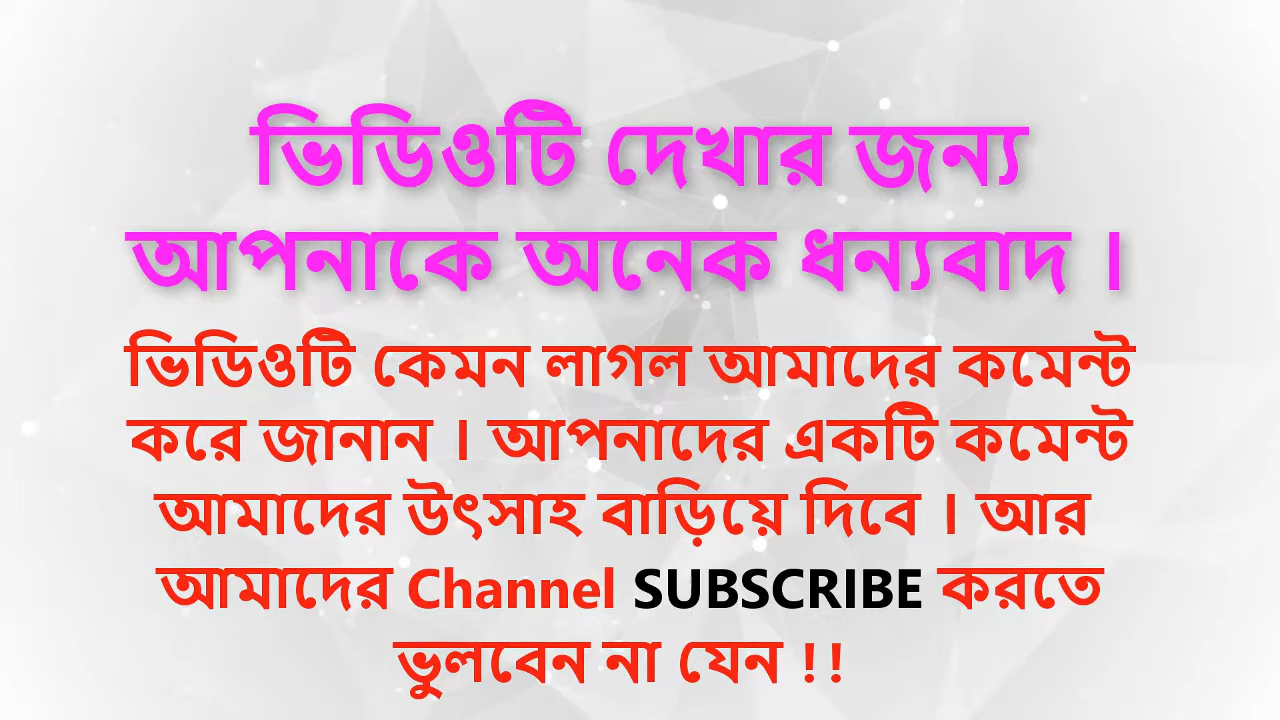 ভিডিওটি দেখার জন্য
আপনাকে অনেক ধন্যবাদ ।
ভিডিওটি কেমন লাগল আমাদের কমেন্ট
করে জানান । আপনাদের একটি কমেন্ট
আমাদের উৎসাহ বাড়িয়ে দিবে । আর
আমাদের Channel SUBSCRIBE করতে
ভুলবেন না যেন !!